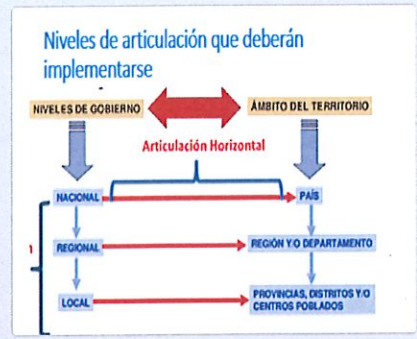 Niveles de articulación que deberán
implementarse
NIVELES DE GOBIERNO
ÁMBITO DEL TERRITORIO
Articulación Horizontal
NACIONAL
PAÍS
REGIONAL
REGIÓN Y/O DEPARTAMENTO
LOCAL
PROVINCIAS, DISTRITOS Y/O
CENTROS POBLADOS